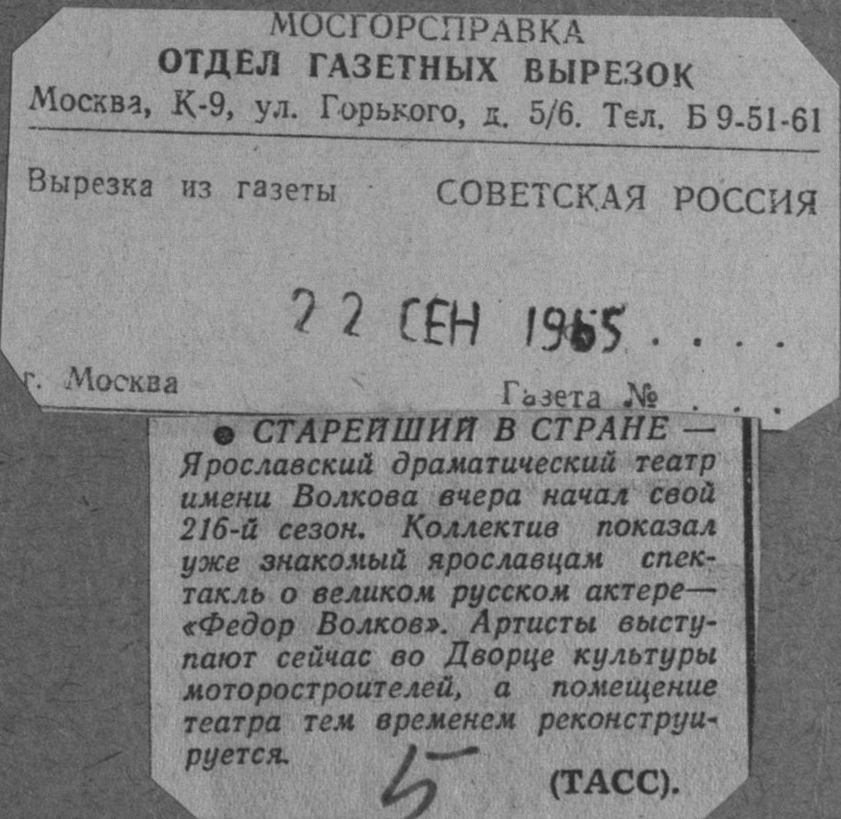 МОСГОРСПРАВКА
ОТДЕЛ ГАЗЕТНЫХ ВЫРЕЗОК
Москва, К-9, ул. Горького, д. 5/6. Тел. Б 9-51-61
Вырезка из газеты СОВЕТСКАЯ РОССИЯ
22 СЕН 1965 . . . .
г. Москва
Газета № . . .
● СТАРЕЙШИЙ В СТРАНЕ —
Ярославский драматический театр
имени Волкова вчера начал свой
216-й сезон. Коллектив показал
уже знакомый ярославцам спек-
такль о великом русском актере—
«Федор Волков». Артисты высту-
пают сейчас во Дворце культуры
моторостроителей, а помещение
театра тем временем реконструи-
руется.
5
(ТАСС).